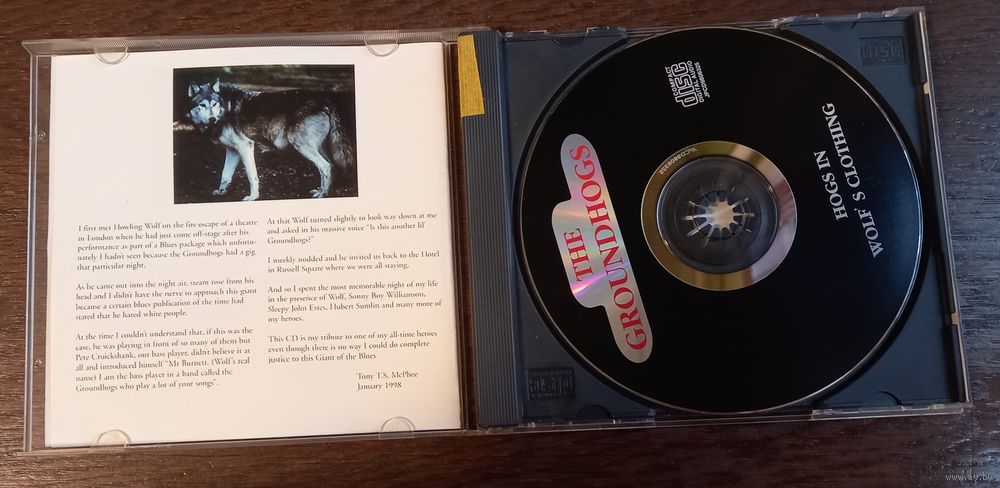 I first met Howling Wolf on the fire escape of a theatre
in London when he had just come off-stage after his
performance as part of a Blues package which unfortu-
nately I hadn't seen because the Groundhogs had a gig
that particular night.
As he came out into the night air, steam rose from his
head and I didn't have the nerve to approach this giant
because a certain blues publication of the time had
stated that he hated white people.
At the time I couldn't understand that, if this was the
case, he was playing in front of so many of them but
Pete Cruickshank, our bass player, didn't believe it at
all and introduced himself "Mr Burnett, (Wolf's real
name) I am the bass player in a band called the
Groundhogs who play a lot of your songs".
At that Wolf turned slightly to look way down at me
and asked in his massive voice "Is this another lil'
Groundhogs?"
I meekly nodded and he invited us back to the Hotel
in Russell Square where we were all staying.
And so I spent the most memorable night of my life
in the presence of Wolf, Sonny Boy Williamson,
Sleepy John Estes, Hubert Sumlin and many more of
my heroes.
This CD is my tribute to one of my all-time heroes
even though there is no way I could do complete
justice to this Giant of the Blues
Tony T.S. McPhee
January 1998
THE
GROUNDHOGS
COMPACT
disc
DIGITAL AUDIO
HOGS IN
WOLF'S CLOTHING
www.ay.by